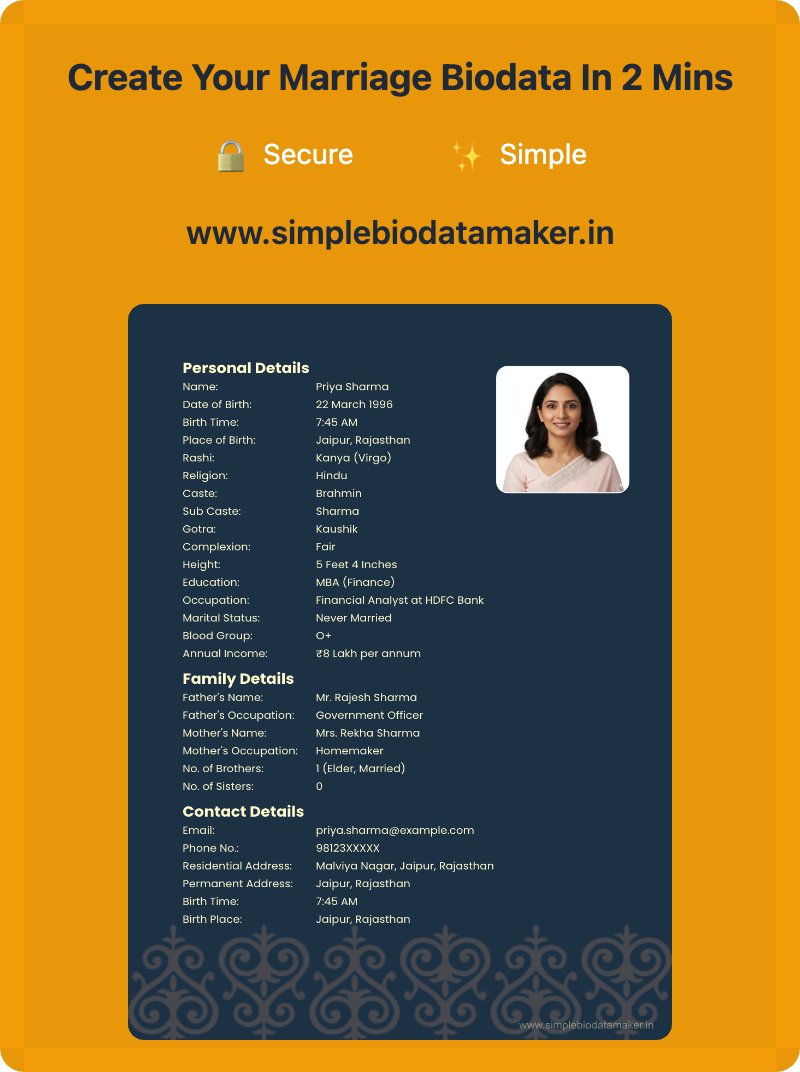 Create Your Marriage Biodata In 2 Mins
🔒 Secure ✨ Simple
www.simplebiodatamaker.in
Personal Details
Name: Priya Sharma
Date of Birth: 22 March 1996
Birth Time: 7:45 AM
Place of Birth: Jaipur, Rajasthan
Rashi: Kanya (Virgo)
Religion: Hindu
Caste: Brahmin
Sub Caste: Sharma
Gotra: Kaushik
Complexion: Fair
Height: 5 Feet 4 Inches
Education: MBA (Finance)
Occupation: Financial Analyst at HDFC Bank
Marital Status: Never Married
Blood Group: O+
Annual Income: ₹8 Lakh per annum
Family Details
Father's Name: Mr. Rajesh Sharma
Father's Occupation: Government Officer
Mother's Name: Mrs. Rekha Sharma
Mother's Occupation: Homemaker
No. of Brothers: 1 (Elder, Married)
No. of Sisters: 0
Contact Details
Email: priya.sharma@example.com
Phone No.: 98123XXXXX
Residential Address: Malviya Nagar, Jaipur, Rajasthan
Permanent Address: Jaipur, Rajasthan
Birth Time: 7:45 AM
Birth Place: Jaipur, Rajasthan
www.simplebiodatamaker.in